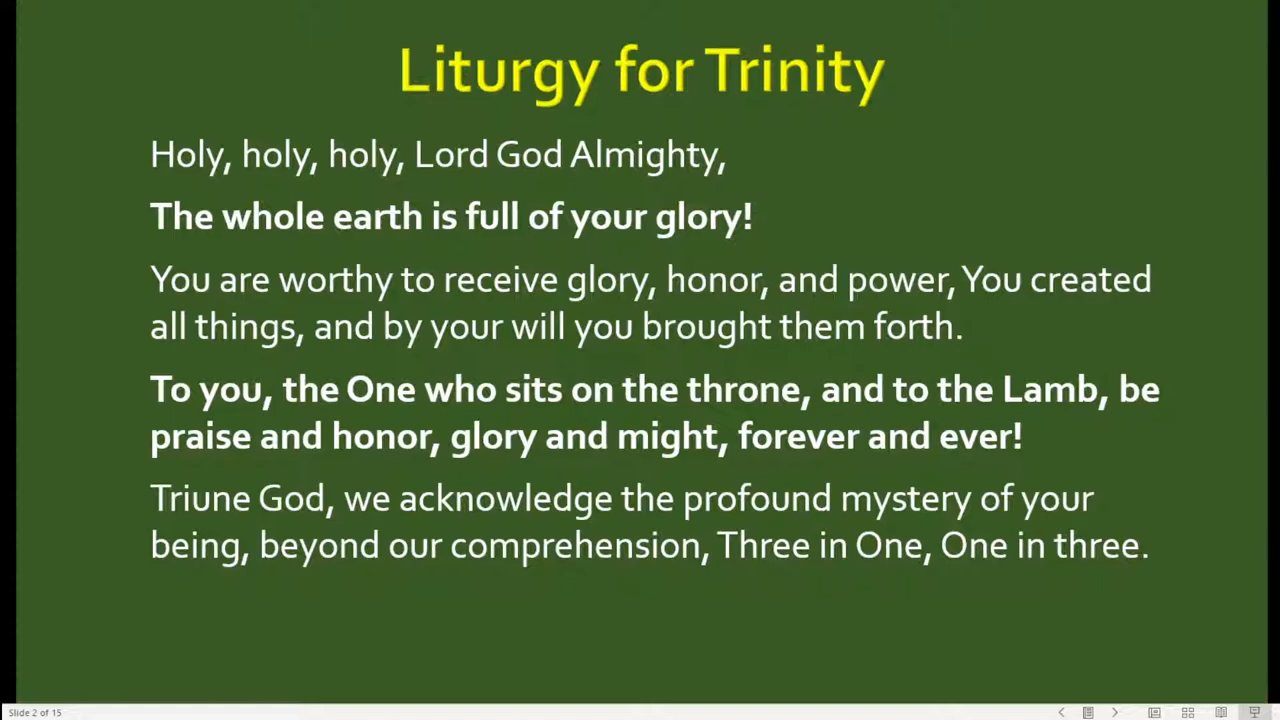 Liturgy for Trinity
Holy, holy, holy, Lord God Almighty,
The whole earth is full of your glory!
You are worthy to receive glory, honor, and power, You created
all things, and by your will you brought them forth.
To you, the One who sits on the throne, and to the Lamb, be
praise and honor, glory and might, forever and ever!
Triune God, we acknowledge the profound mystery of your
being, beyond our comprehension, Three in One, One in three.
Slide 2 of 15